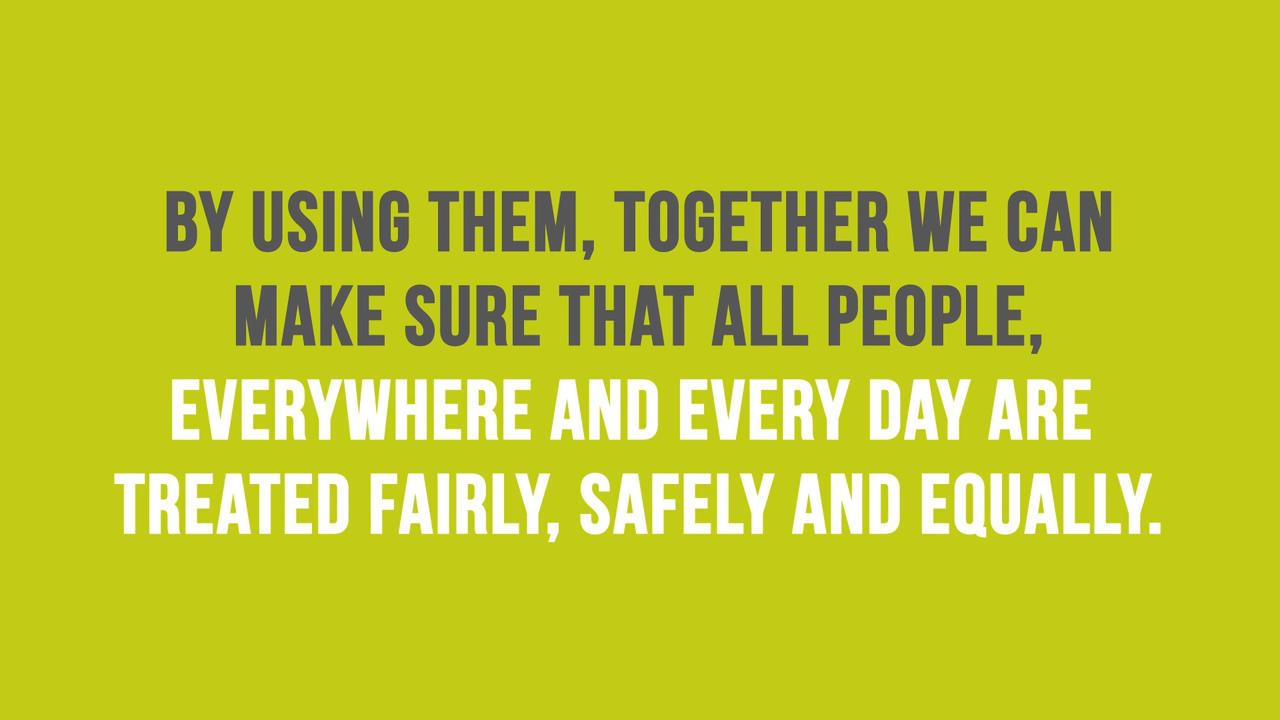 BY USING THEM, TOGETHER WE CAN
MAKE SURE THAT ALL PEOPLE,
EVERYWHERE AND EVERY DAY ARE
TREATED FAIRLY, SAFELY AND EQUALLY.